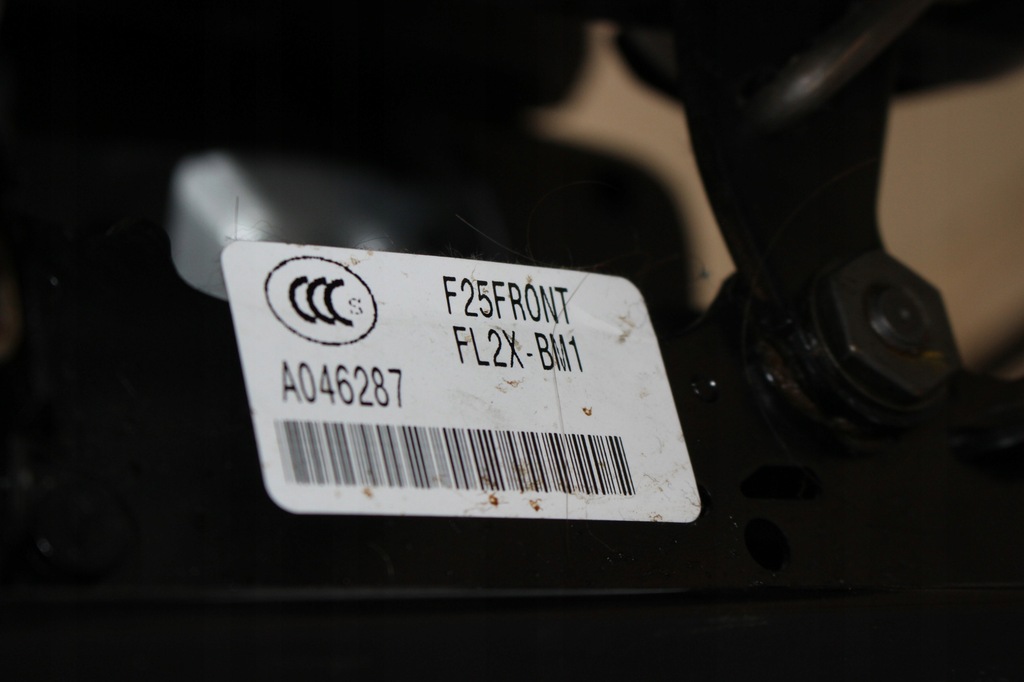 CCC S
F25FRONT
FL2X-BM1
A046287